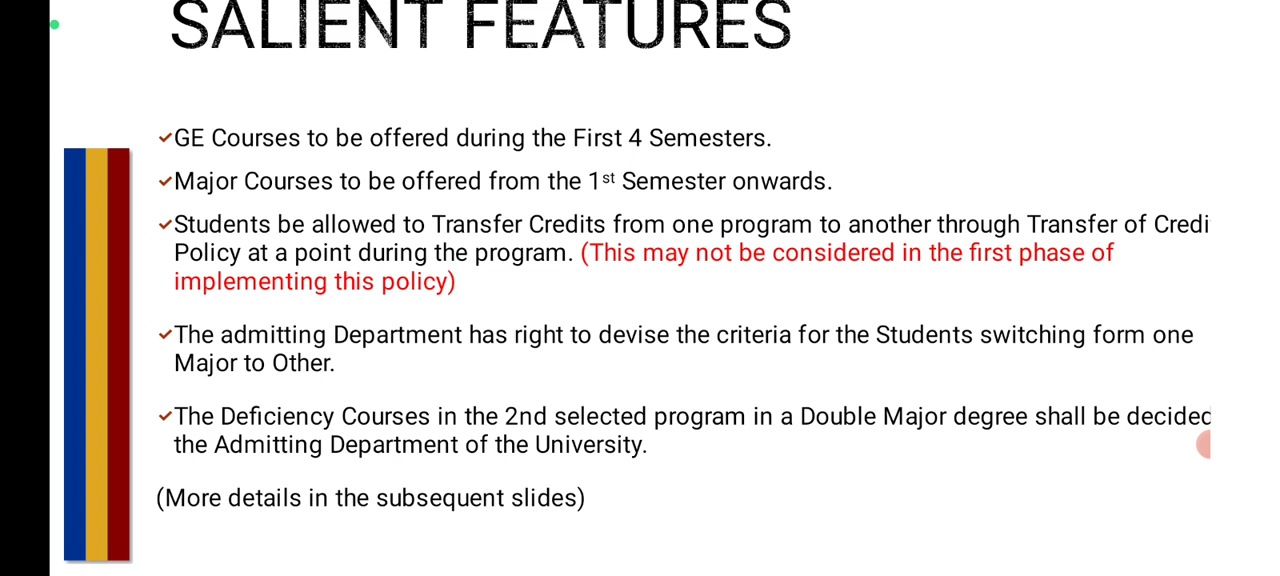 SALIENT FEATURES
✓GE Courses to be offered during the First 4 Semesters.
✓Major Courses to be offered from the 1st Semester onwards.
✓Students be allowed to Transfer Credits from one program to another through Transfer of Credi
Policy at a point during the program. (This may not be considered in the first phase of
implementing this policy)
✓The admitting Department has right to devise the criteria for the Students switching form one
Major to Other.
✓The Deficiency Courses in the 2nd selected program in a Double Major degree shall be decided
the Admitting Department of the University.
(More details in the subsequent slides)